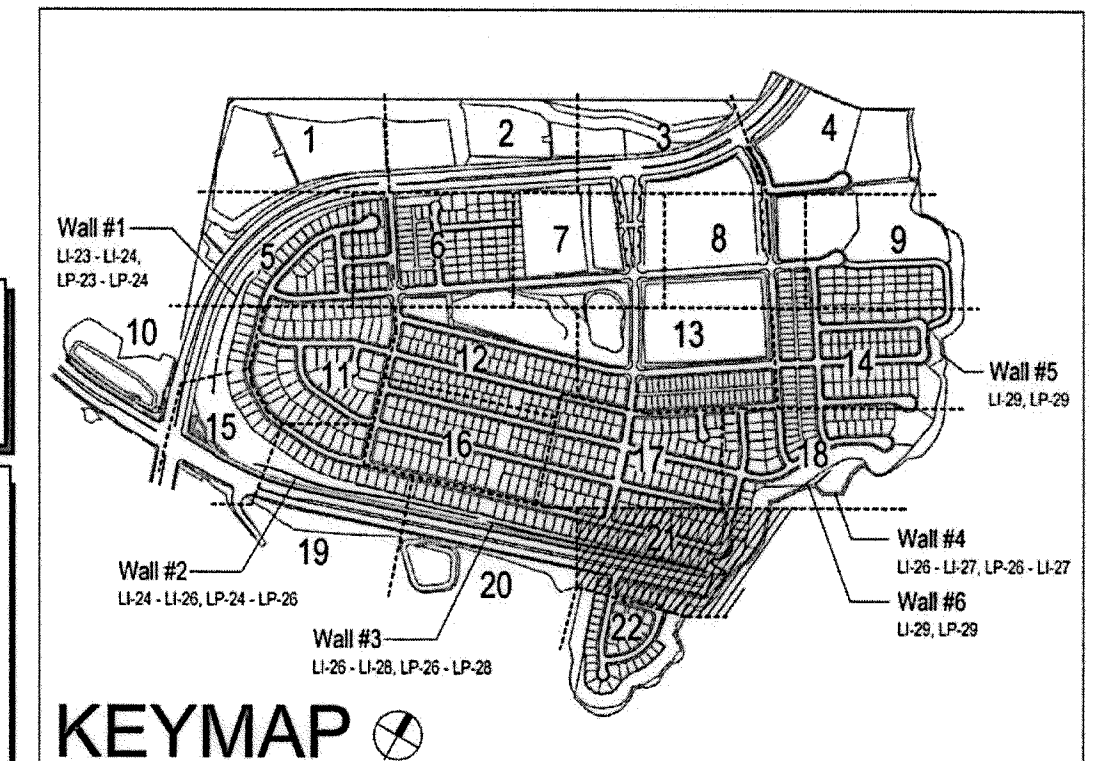 1
2
3
4
Wall #1
LI-23 - LI-24,
LP-23 - LP-24
5
6
7
8
9
10
11
12
13
14
Wall #5
LI-29, LP-29
15
16
17
18
Wall #4
LI-26 - LI-27, LP-26 - LI-27
Wall #2
LI-24 - LI-26, LP-24 - LP-26
19
20
21
Wall #6
LI-29, LP-29
Wall #3
LI-26 - LI-28, LP-26 - LP-28
22
KEYMAP